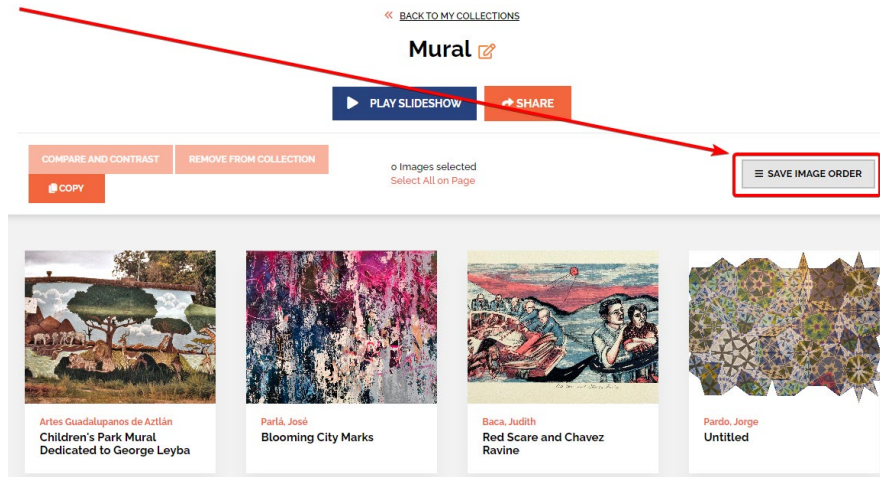 BACK TO MY COLLECTIONS
Mural
PLAY SLIDESHOW
SHARE
COMPARE AND CONTRAST
REMOVE FROM COLLECTION
COPY
0 Images selected
Select All on Page
SAVE IMAGE ORDER
Artes Guadalupanos de Aztlán
Children's Park Mural
Dedicated to George Leyba
Parlá, José
Blooming City Marks
Baca, Judith
Red Scare and Chavez
Ravine
Pardo, Jorge
Untitled